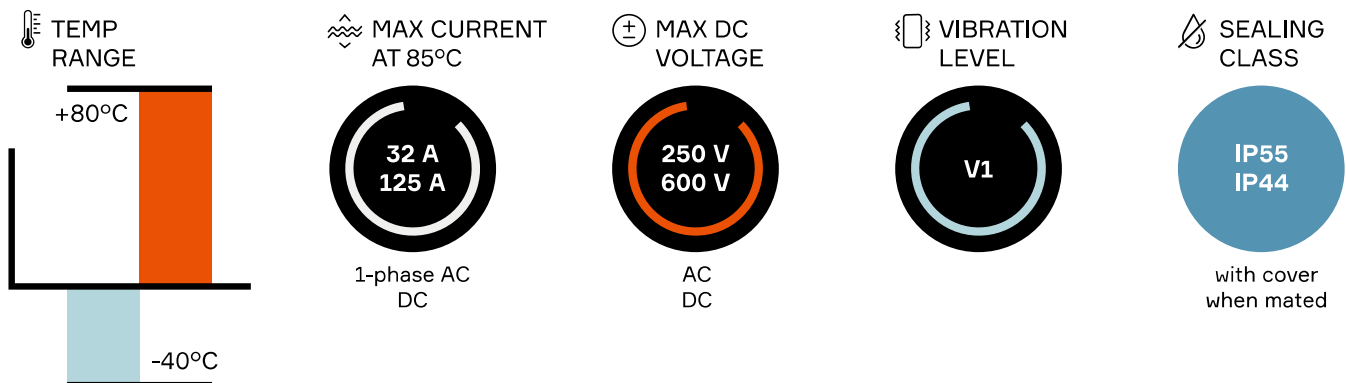 TEMP
RANGE
+80°C
-40°C
MAX CURRENT
AT 85°C
32 A
125 A
1-phase AC
DC
MAX DC
VOLTAGE
250 V
600 V
AC
DC
VIBRATION
LEVEL
V1
SEALING
CLASS
IP55
IP44
with cover
when mated